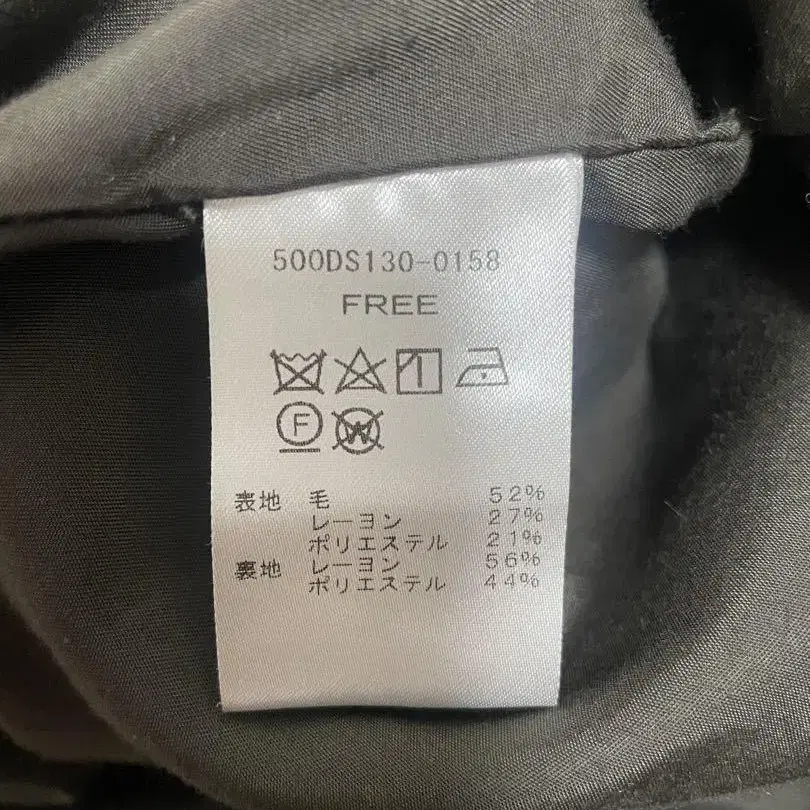 500DS130-0158
FREE
F W
表地 毛 52%
レーヨン 27%
ポリエステル 21%
裏地 レーヨン 56%
ポリエステル 44%